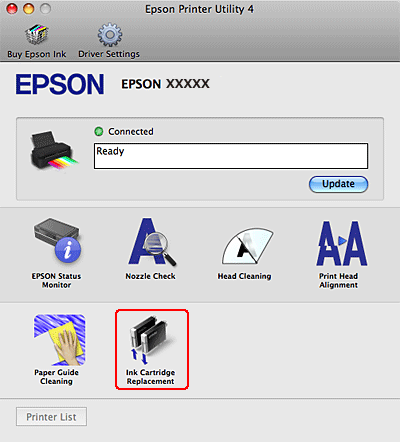 Epson Printer Utility 4
Buy Epson Ink
Driver Settings
EPSON
EPSON XXXXX
Connected
Ready
Update
EPSON Status
Monitor
Nozzle Check
Head Cleaning
Print Head
Alignment
Paper Guide
Cleaning
Ink Cartridge
Replacement
Printer List